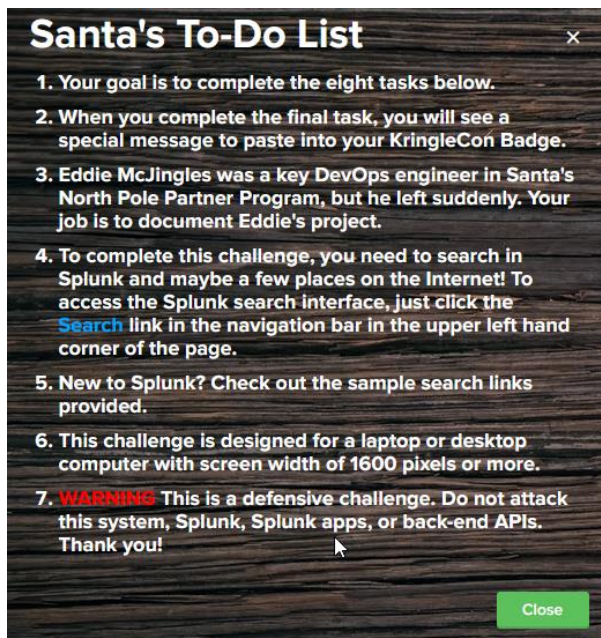 Santa's To-Do List
×
1. Your goal is to complete the eight tasks below.
2. When you complete the final task, you will see a
special message to paste into your KringleCon Badge.
3. Eddie McJingles was a key DevOps engineer in Santa's
North Pole Partner Program, but he left suddenly. Your
job is to document Eddie's project.
4. To complete this challenge, you need to search in
Splunk and maybe a few places on the Internet! To
access the Splunk search interface, just click the
Search link in the navigation bar in the upper left hand
corner of the page.
5. New to Splunk? Check out the sample search links
provided.
6. This challenge is designed for a laptop or desktop
computer with screen width of 1600 pixels or more.
7. WARNING This is a defensive challenge. Do not attack
this system, Splunk, Splunk apps, or back-end APIs.
Thank you!
Close